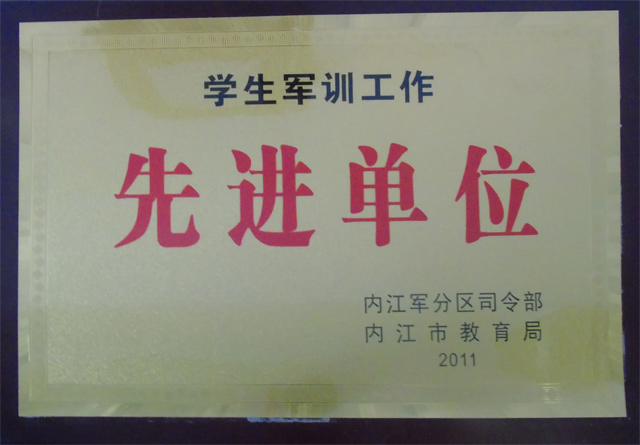 学生军训工作
先进单位
内江军分区司令部
内江市教育局
2011